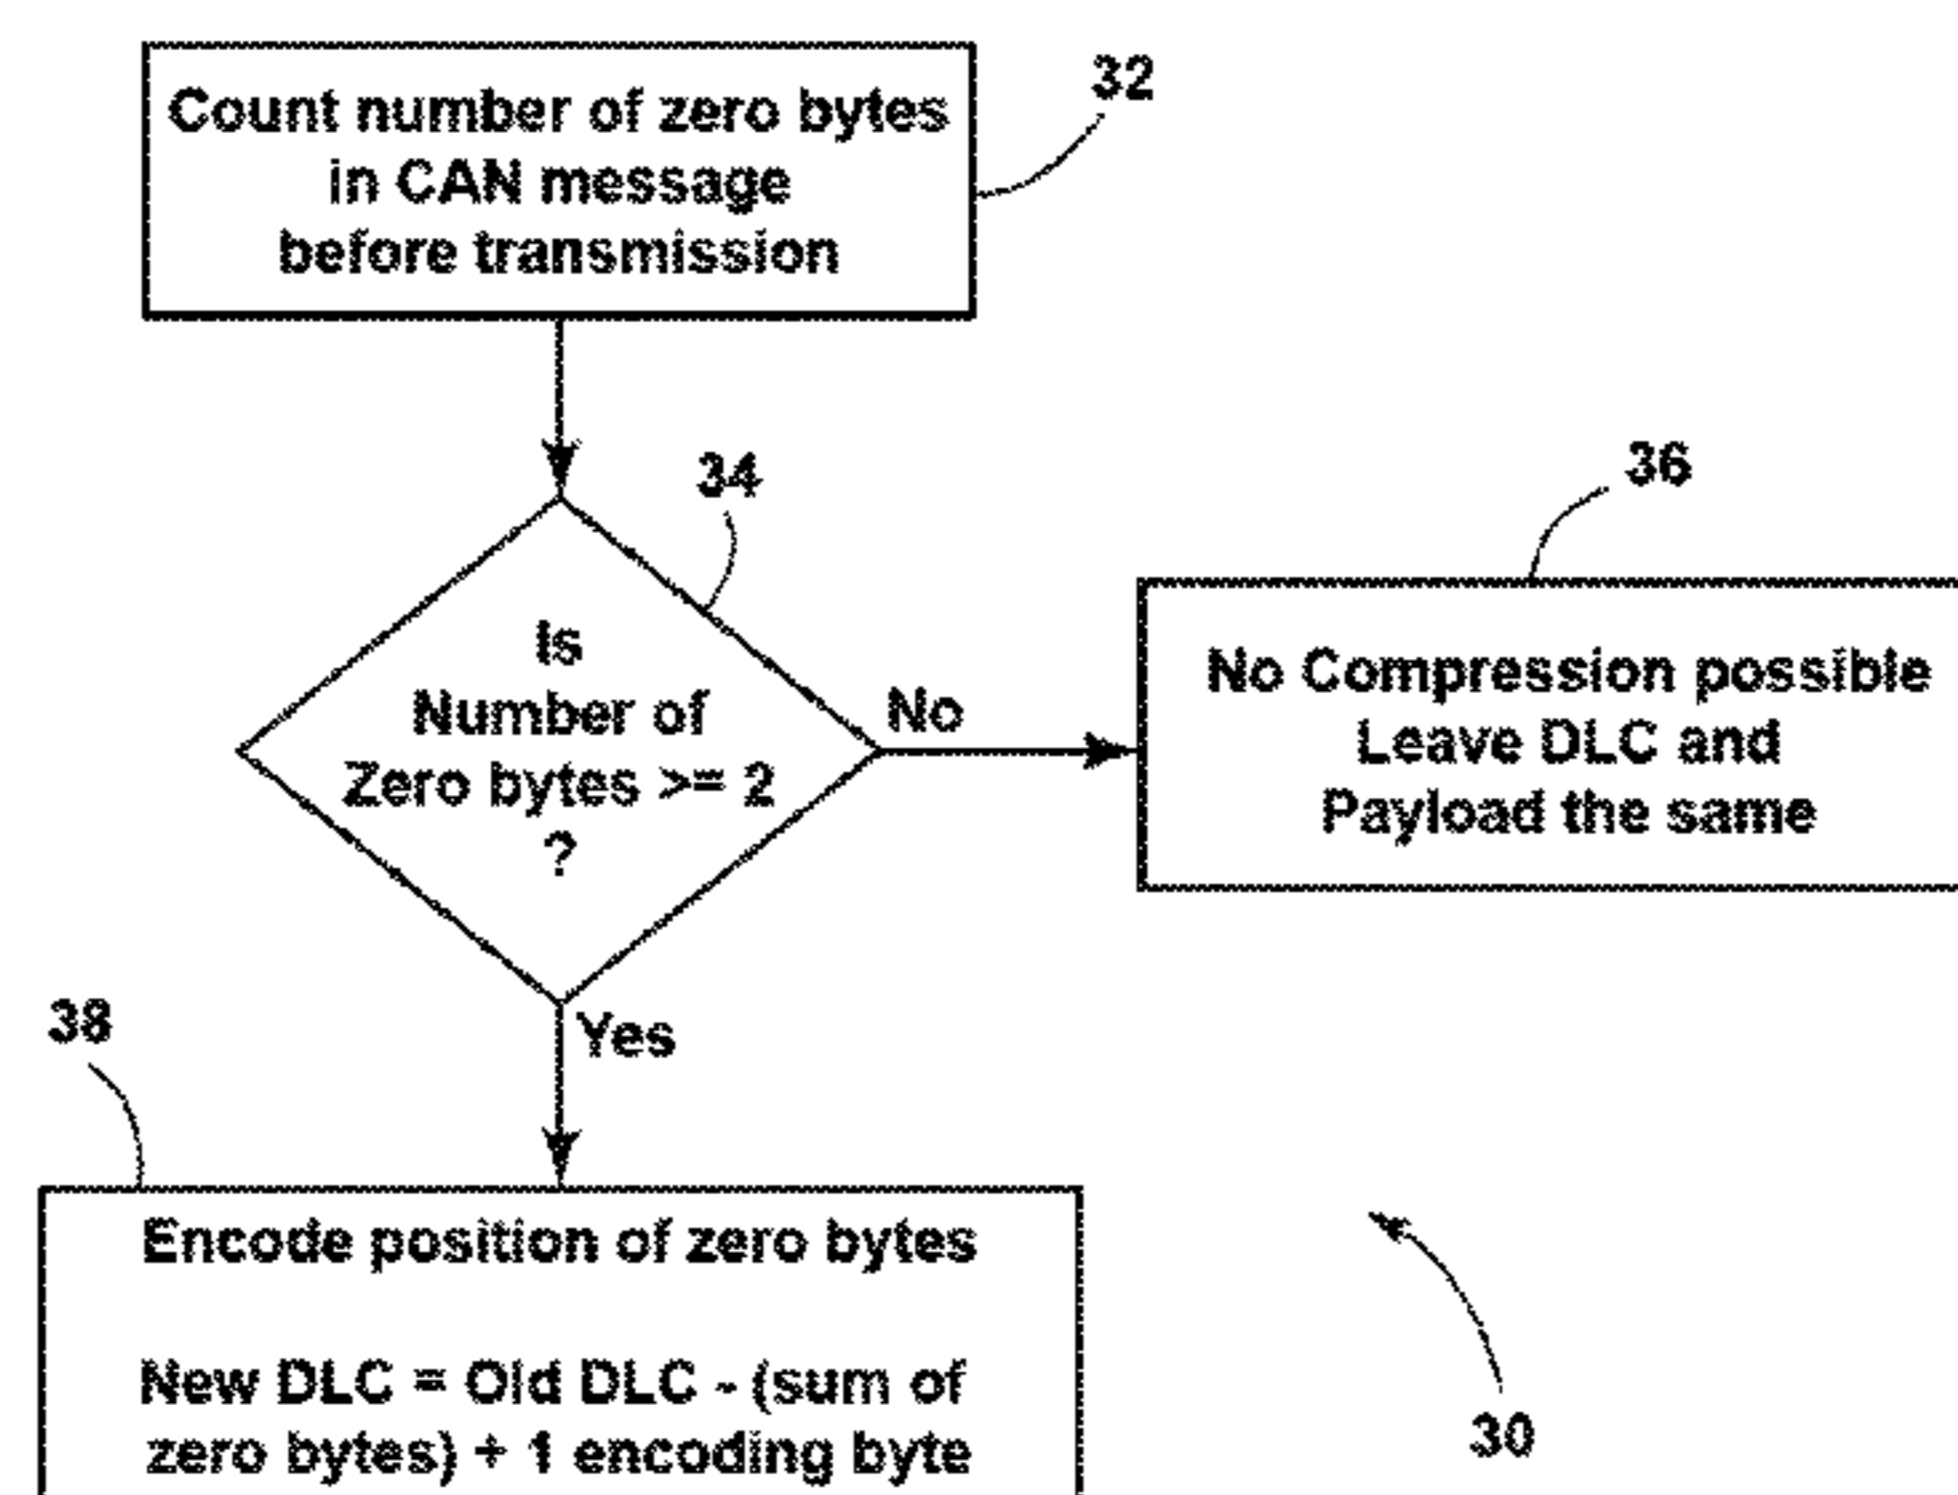 Count number of zero bytes
in CAN message
before transmission
32
34
Is
Number of
Zero bytes >= 2
?
No
36
No Compression possible
Leave DLC and
Payload the same
Yes
38
Encode position of zero bytes
New DLC = Old DLC - (sum of
zero bytes) + 1 encoding byte
30